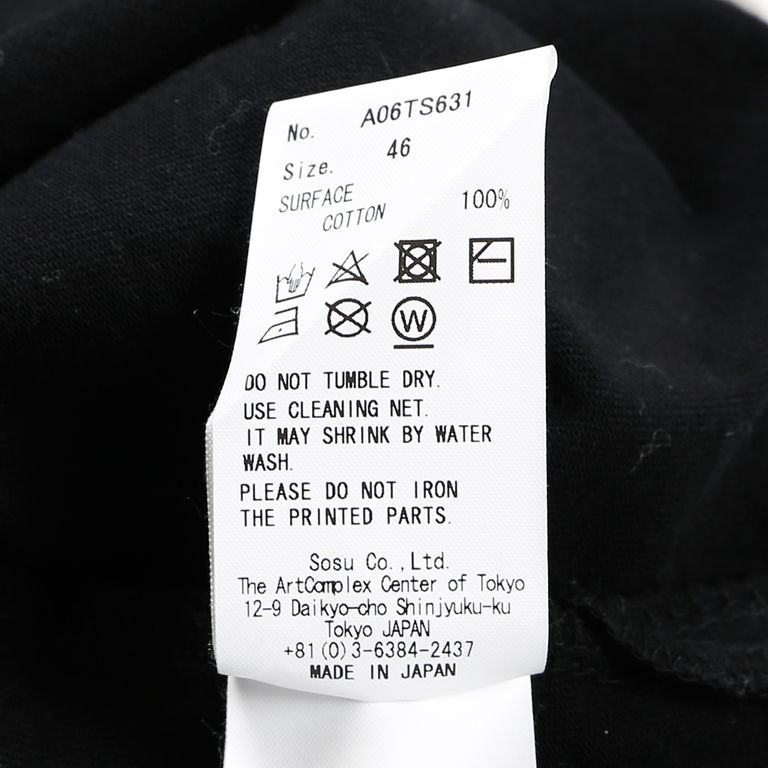 No. A06TS631
Size. 46
SURFACE
COTTON 100%
W
DO NOT TUMBLE DRY.
USE CLEANING NET.
IT MAY SHRINK BY WATER
WASH.
PLEASE DO NOT IRON
THE PRINTED PARTS.
Sosu Co.,Ltd.
The ArtComplex Center of Tokyo
12-9 Daikyo-cho Shinjyuku-ku
Tokyo JAPAN
+81(0)3-6384-2437
MADE IN JAPAN